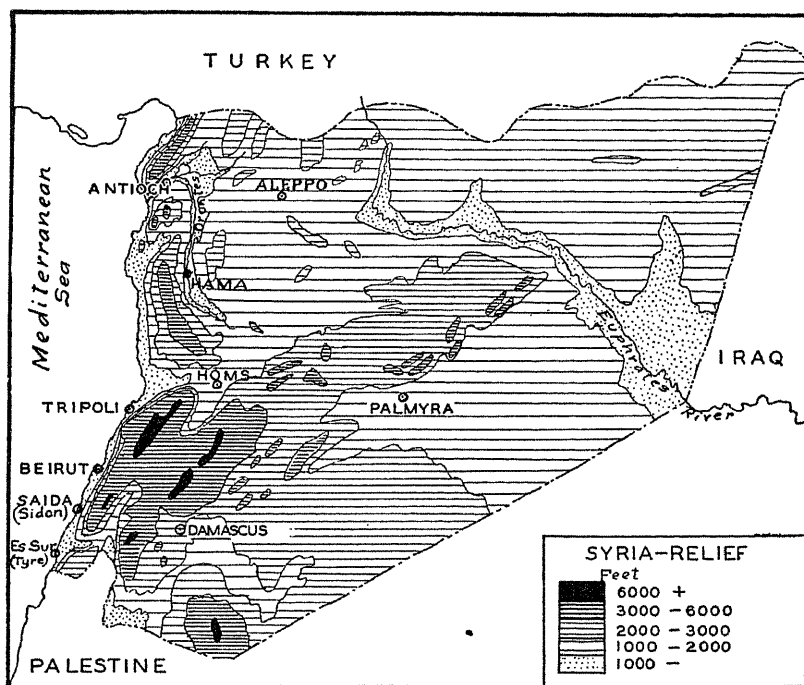 TURKEY
Mediterranean
Sea
ANTIOCH
ALEPPO
HAMA
HOMS
TRIPOLI
PALMYRA
Euphrates
River
IRAQ
BEIRUT
SAIDA
(Sidon)
DAMASCUS
Es Sur
(Tyre)
PALESTINE
SYRIA-RELIEF
Feet
6000 +
3000 - 6000
2000 - 3000
1000 - 2000
1000 -